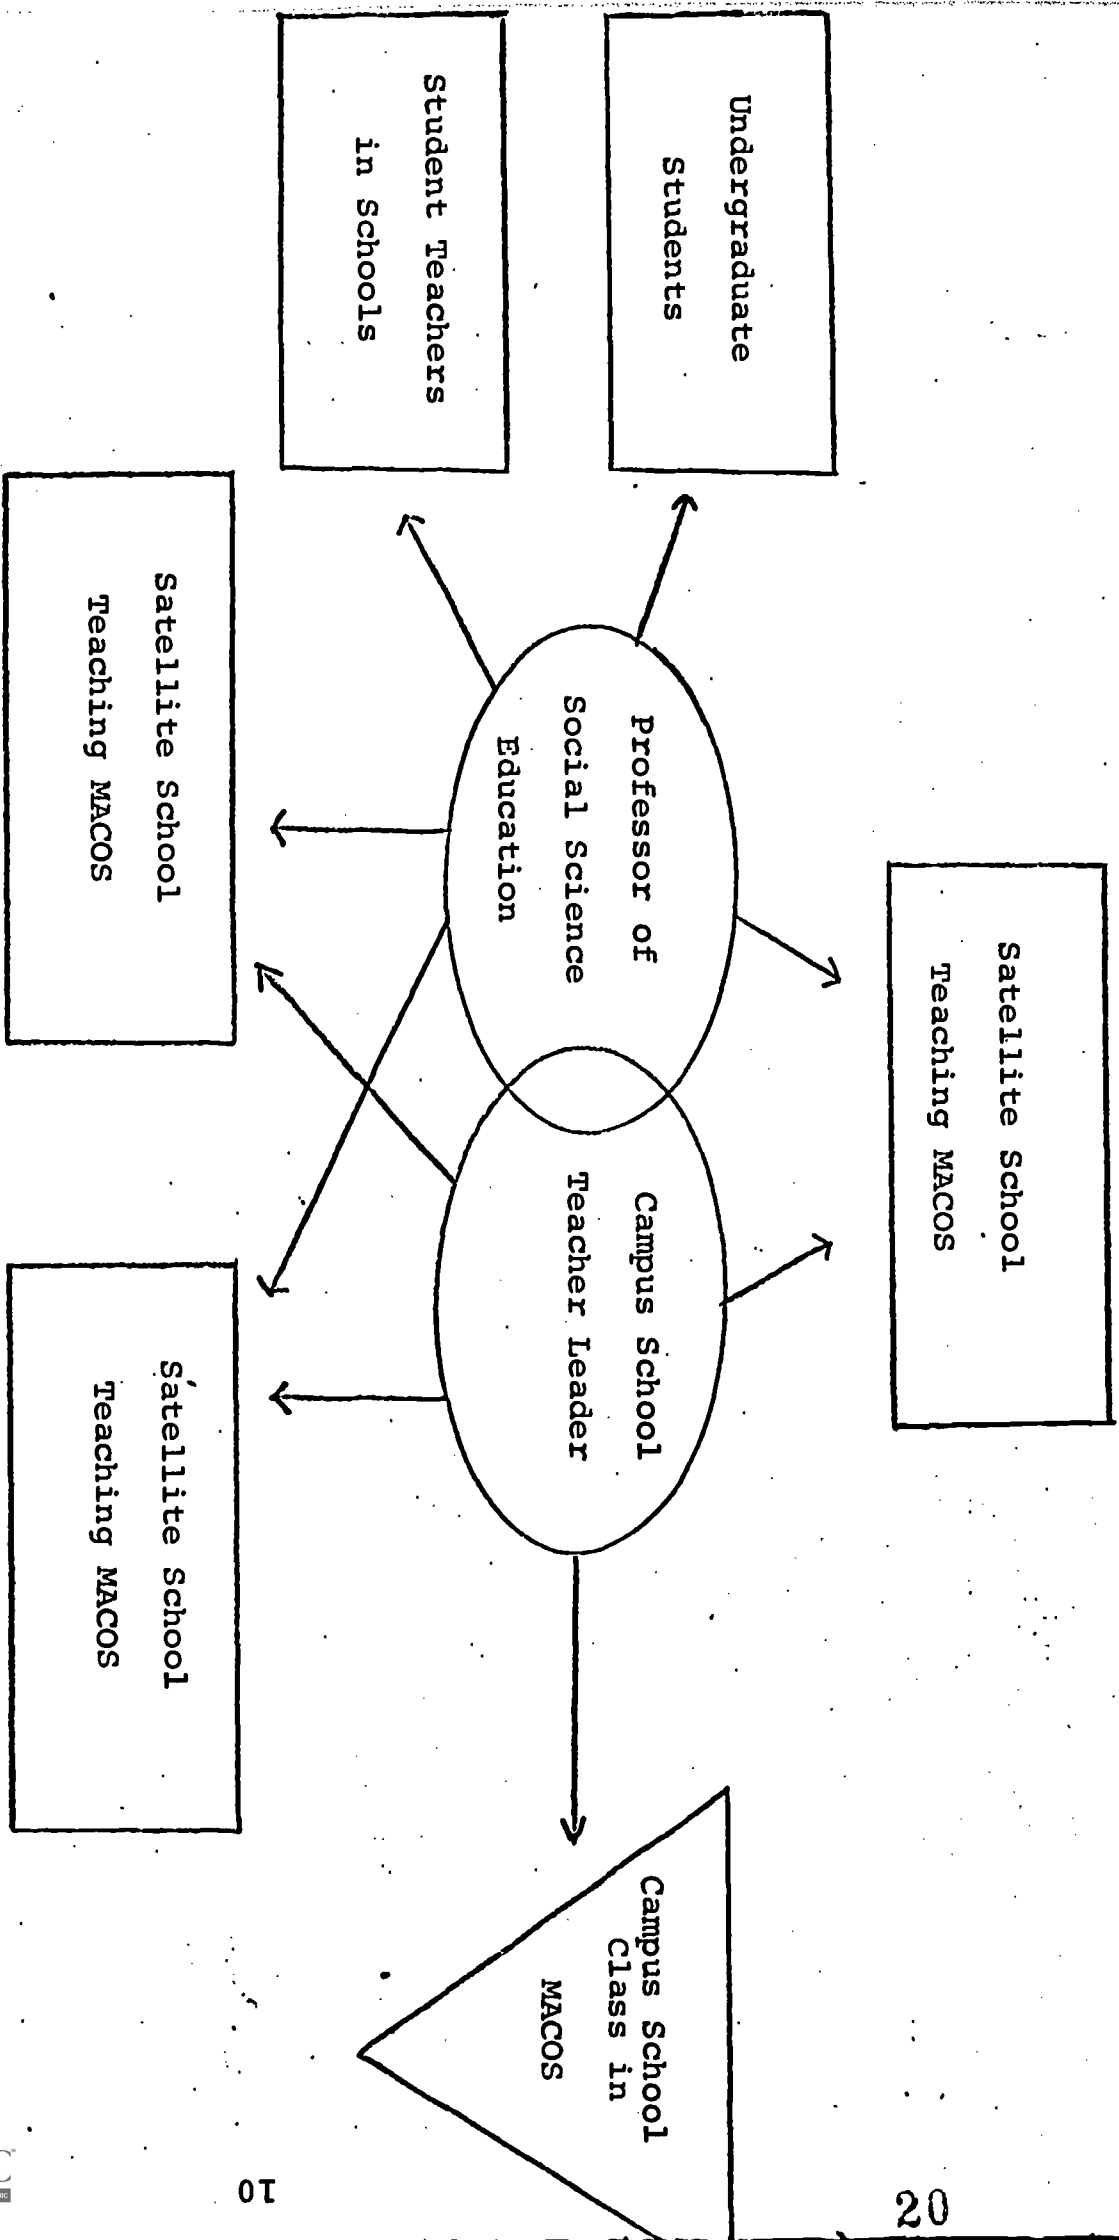 Satellite School
Teaching MACOS
Undergraduate
Students
Student Teachers
in Schools
Professor of
Social Science
Education
Campus School
Teacher Leader
Campus School
Class in
MACOS
Satellite School
Teaching MACOS
Satellite School
Teaching MACOS
10
20